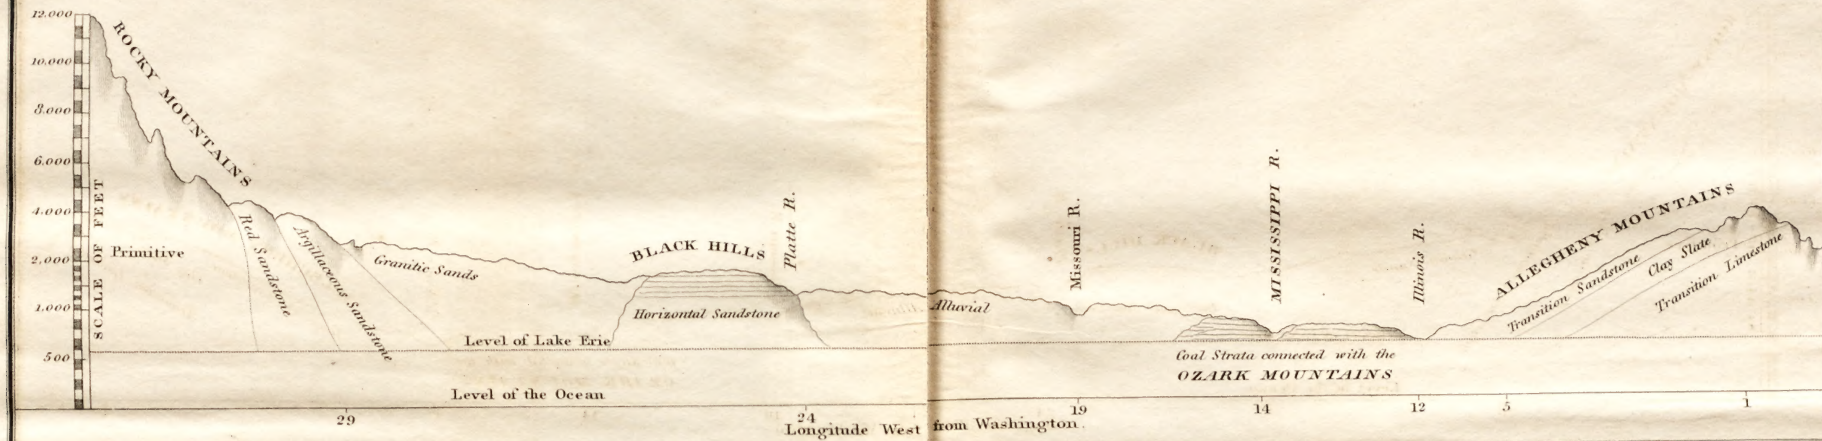 12.000
10.000
8.000
6.000
4.000
2.000
1.000
500
SCALE OF FEET
ROCKY MOUNTAINS
Primitive
Red Sandstone
Argillaceous Sandstone
Granitic Sands
BLACK HILLS
Horizontal Sandstone
Platte R.
Alluvial
Missouri R.
MISSISSIPPI R.
Illinois R.
ALLEGHENY MOUNTAINS
Transition Sandstone
Clay Slate
Transition Limestone
Level of Lake Erie
Coal Strata connected with the
OZARK MOUNTAINS
Level of the Ocean
29
24
19
14
12
5
1
Longitude West from Washington.